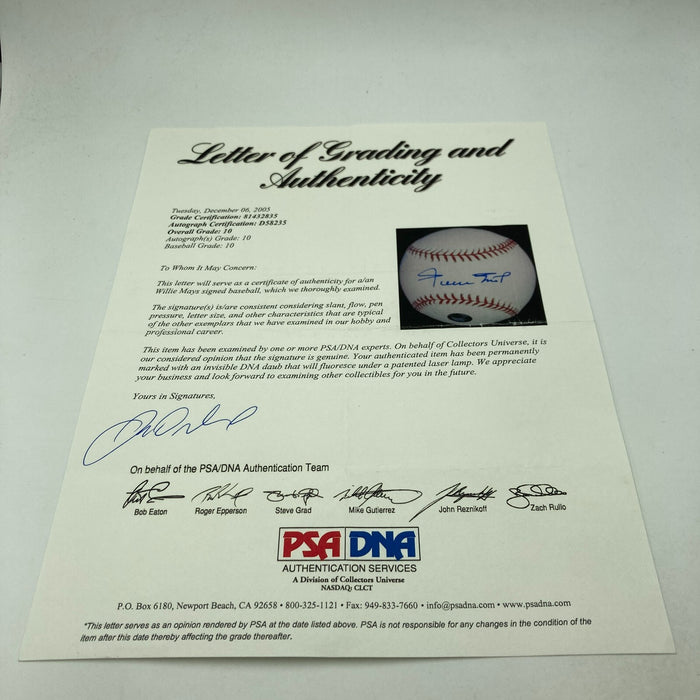 Letter of Grading and
Authenticity
Tuesday, December 06, 2005
Grade Certification: 81432835
Autograph Certification: D58235
Overall Grade: 10
Autograph(s) Grade: 10
Baseball Grade: 10
To Whom It May Concern:
This letter will serve as a certificate of authenticity for a/an
Willie Mays signed baseball, which we thoroughly examined.
The signature(s) is/are consistent considering slant, flow, pen
pressure, letter size, and other characteristics that are typical
of the other exemplars that we have examined in our hobby and
professional career.
This item has been examined by one or more PSA/DNA experts. On behalf of Collectors Universe, it is
our considered opinion that the signature is genuine. Your authenticated item has been permanently
marked with an invisible DNA daub that will fluoresce under a patented laser lamp. We appreciate
your business and look forward to examining other collectibles for you in the future.
Yours in Signatures,
On behalf of the PSA/DNA Authentication Team
Bob Eaton Roger Epperson Steve Grad Mike Gutierrez John Reznikoff Zach Rullo
PSA DNA
AUTHENTICATION SERVICES
A Division of Collectors Universe
NASDAQ: CLCT
P.O. Box 6180, Newport Beach, CA 92658 • 800-325-1121 • Fax: 949-833-7660 • info@psadna.com • www.psadna.com
*This letter serves as an opinion rendered by PSA at the date listed above. PSA is not responsible for any changes in the condition of the
item after this date thereby affecting the grade thereafter.